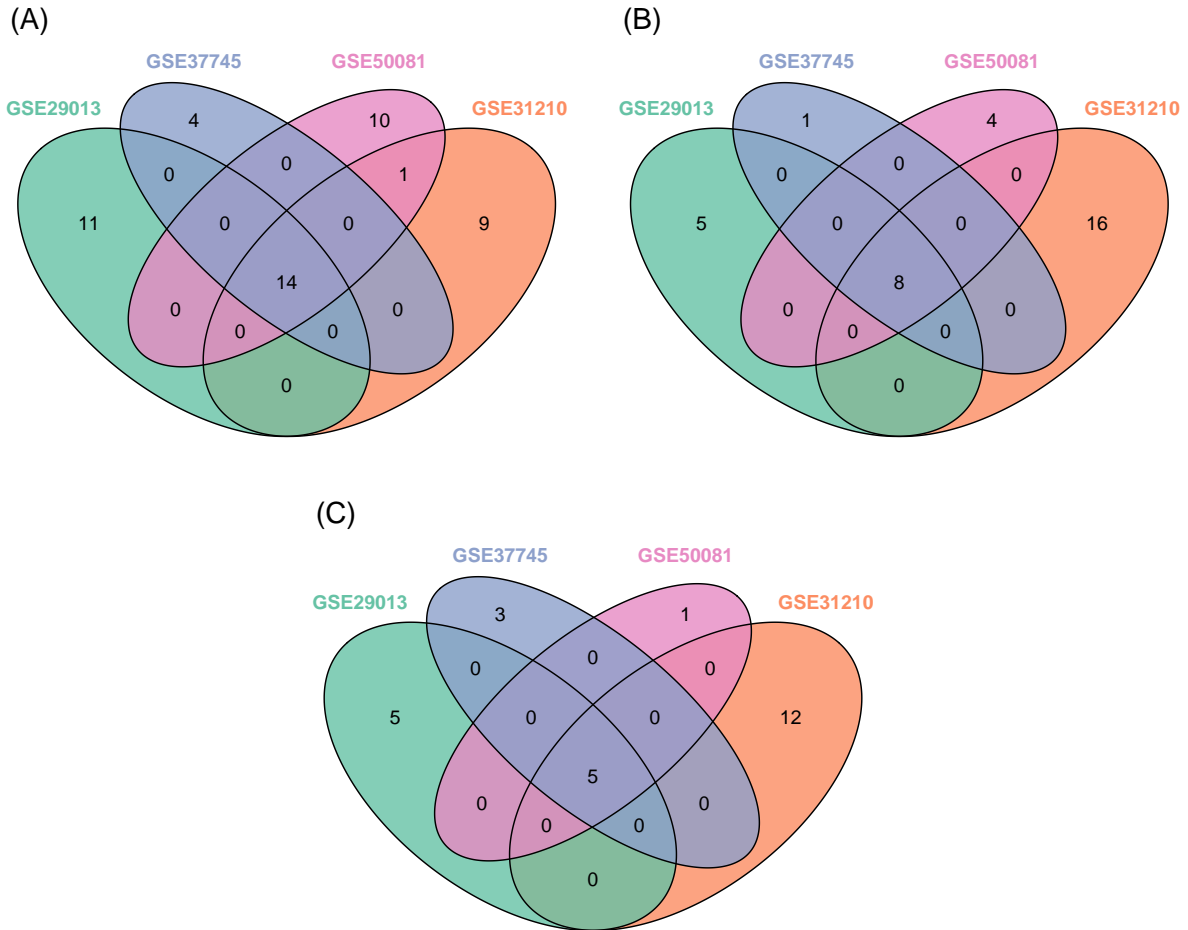 (A)
GSE37745 GSE50081
GSE29013 GSE31210
4 10
0 0 1
11 0 0 9
14
0 0 0 0
0
(B)
GSE37745 GSE50081
GSE29013 GSE31210
1 4
0 0 0
5 0 0 16
8
0 0 0 0
0
(C)
GSE37745 GSE50081
GSE29013 GSE31210
3 1
0 0 0
5 0 0 12
5
0 0 0 0
0